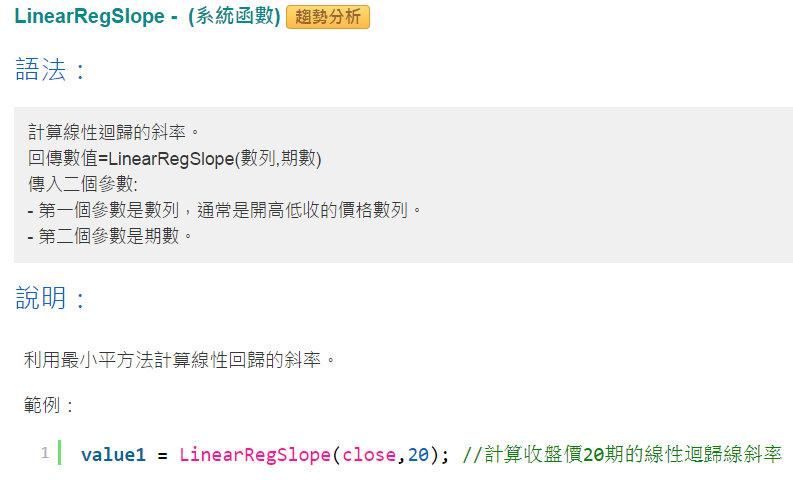 LinearRegSlope - (系統函數) 趨勢分析
語法：
計算線性迴歸的斜率。
回傳數值=LinearRegSlope(數列,期數)
傳入二個參數:
- 第一個參數是數列，通常是開高低收的價格數列。
- 第二個參數是期數。
說明：
利用最小平方法計算線性回歸的斜率。
範例：
1 value1 = LinearRegSlope(close,20); //計算收盤價20期的線性迴歸線斜率